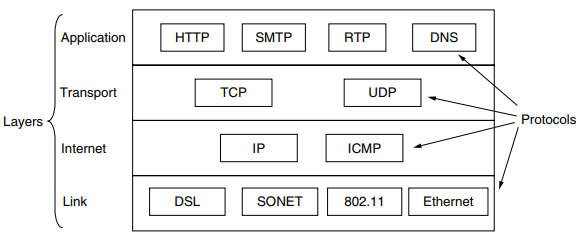 Application HTTP SMTP RTP DNS
Transport TCP UDP
Layers Protocols
Internet IP ICMP
Link DSL SONET 802.11 Ethernet